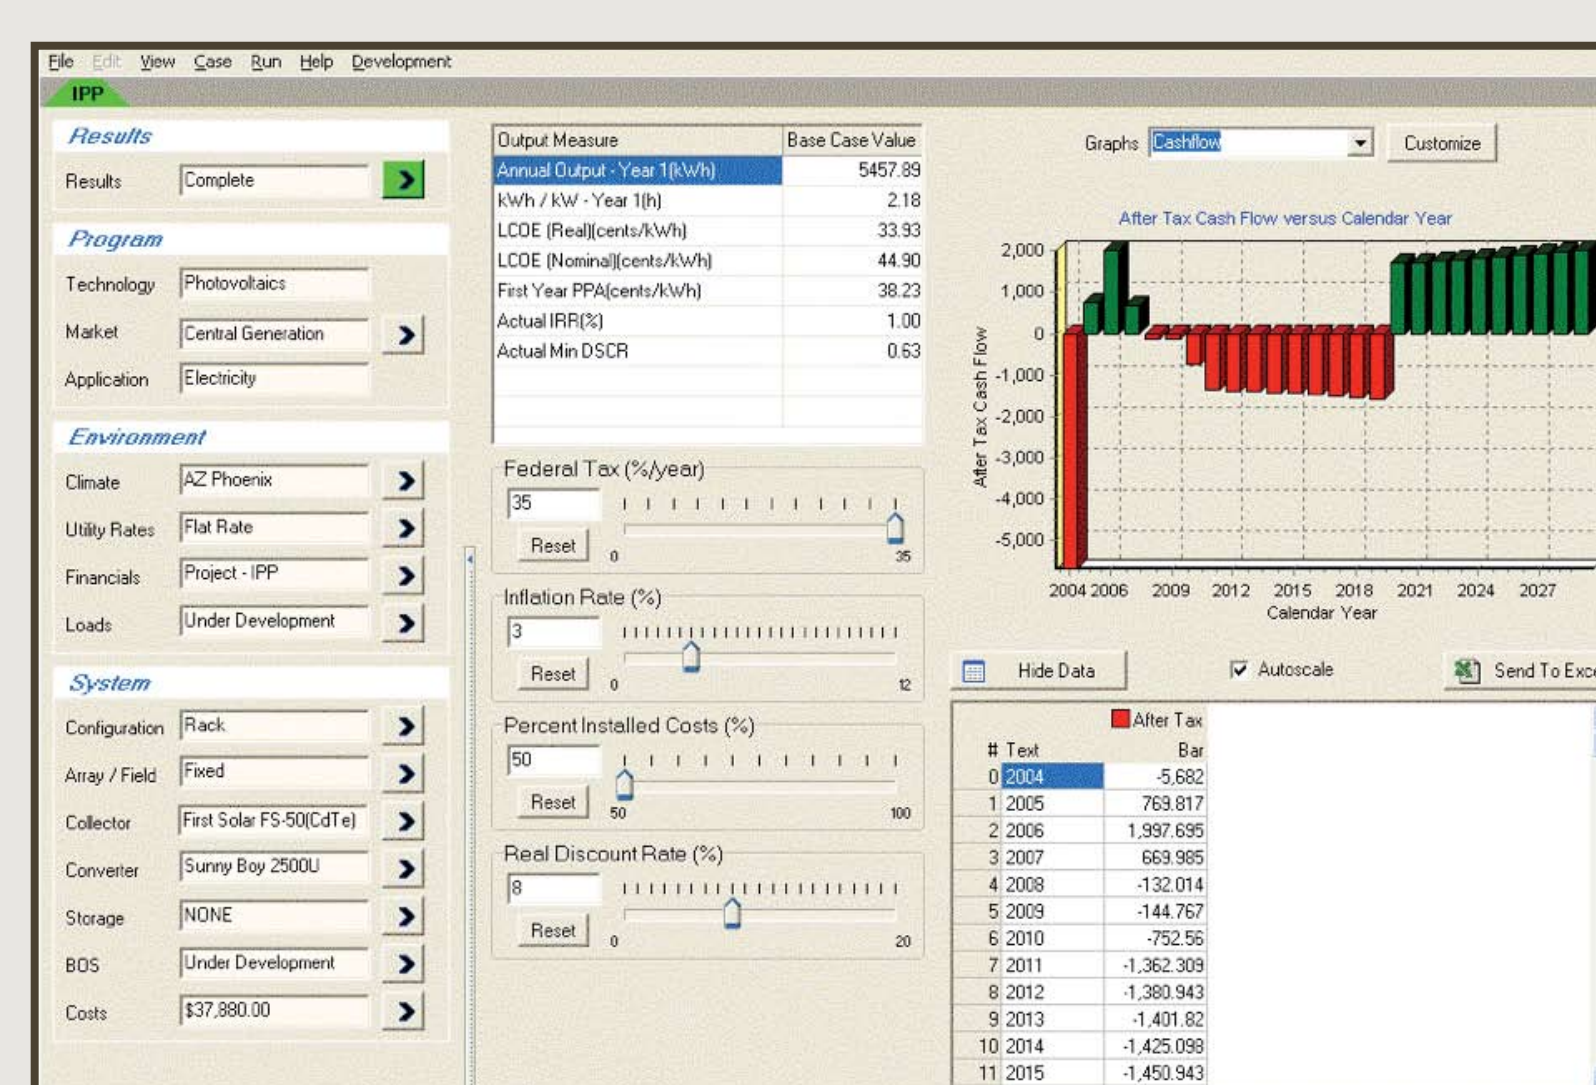 File Edit View Case Run Help Development
IPP
Results
Results Complete
Program
Technology Photovoltaics
Market Central Generation
Application Electricity
Environment
Climate AZ Phoenix
Utility Rates Flat Rate
Financials Project - IPP
Loads Under Development
System
Configuration Rack
Array / Field Fixed
Collector First Solar FS-50(CdTe)
Converter Sunny Boy 2500U
Storage NONE
BOS Under Development
Costs $37,880.00
Output Measure Base Case Value
Annual Output - Year 1(kWh) 5457.89
kWh / kW - Year 1(h) 2.18
LCOE (Real)(cents/kWh) 33.93
LCOE (Nominal)(cents/kWh) 44.90
First Year PPA(cents/kWh) 38.23
Actual IRR(%) 1.00
Actual Min DSCR 0.63
Federal Tax (%/year)
35
Reset 0 35
Inflation Rate (%)
3
Reset 0 12
Percent Installed Costs (%)
50
Reset 50 100
Real Discount Rate (%)
8
Reset 0 20
Graphs Cashflow Customize
After Tax Cash Flow versus Calendar Year
After Tax Cash Flow
2,000
1,000
0
-1,000
-2,000
-3,000
-4,000
-5,000
2004 2006 2009 2012 2015 2018 2021 2024 2027
Calendar Year
Hide Data Autoscale Send To Exce
After Tax
# Text Bar
0 2004 -5,682
1 2005 769.817
2 2006 1,997.695
3 2007 669.985
4 2008 -132.014
5 2009 -144.767
6 2010 -752.56
7 2011 -1,362.309
8 2012 -1,380.943
9 2013 -1,401.82
10 2014 -1,425.098
11 2015 -1,450.943